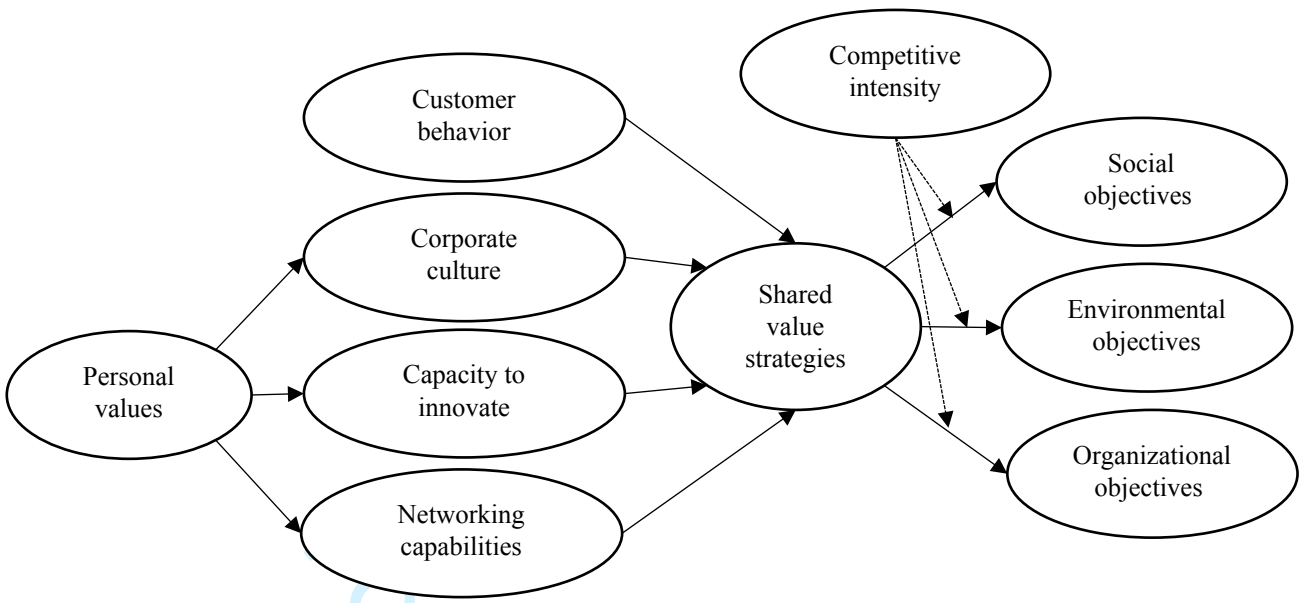 Competitive
intensity
Customer
behavior
Social
objectives
Corporate
culture
Shared
value
strategies
Environmental
objectives
Personal
values
Capacity to
innovate
Organizational
objectives
Networking
capabilities